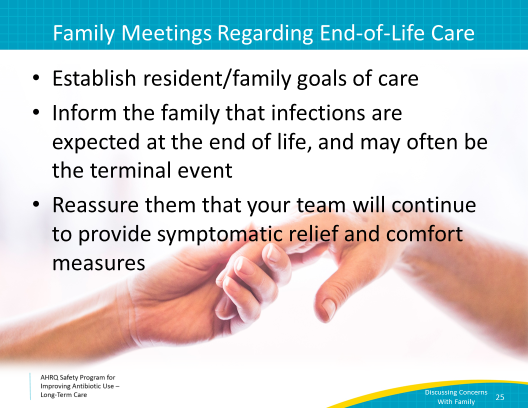 Family Meetings Regarding End-of-Life Care
• Establish resident/family goals of care
• Inform the family that infections are
expected at the end of life, and may often be
the terminal event
• Reassure them that your team will continue
to provide symptomatic relief and comfort
measures
AHRQ Safety Program for
Improving Antibiotic Use –
Long-Term Care
Discussing Concerns
With Family
25